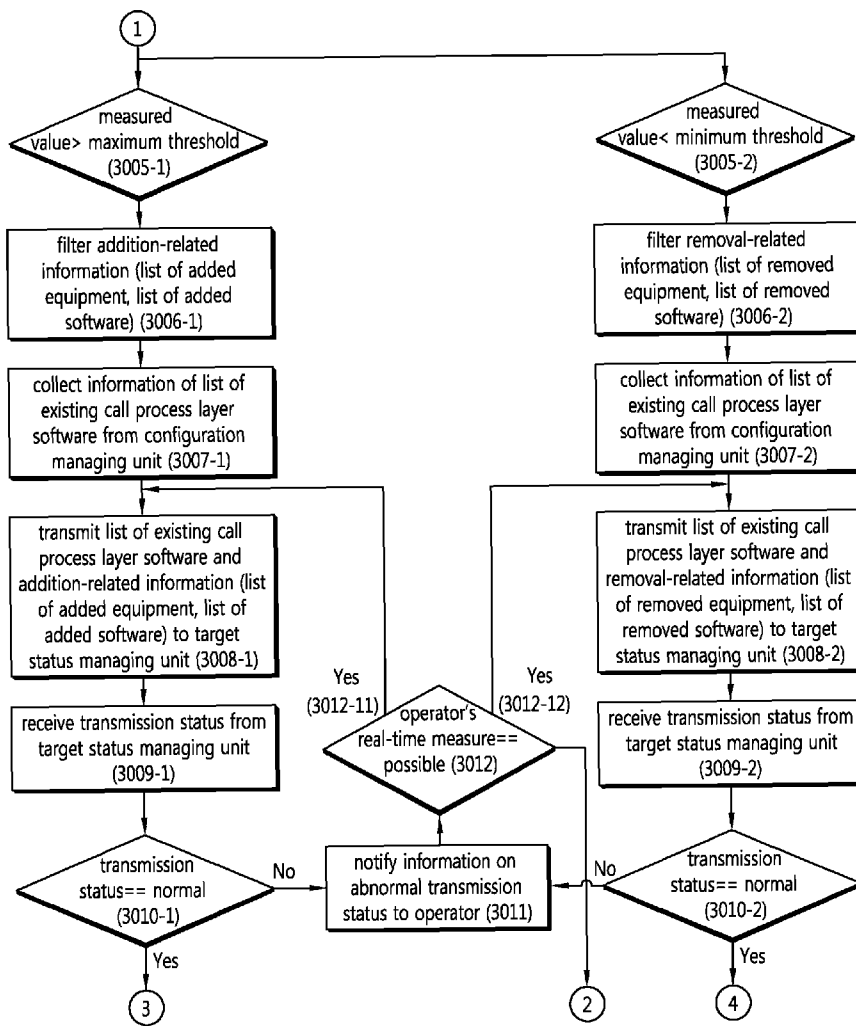 1
measured
value> maximum threshold
(3005-1)
measured
value< minimum threshold
(3005-2)
filter addition-related
information (list of added
equipment, list of added
software) (3006-1)
filter removal-related
information (list of removed
equipment, list of removed
software) (3006-2)
collect information of list of
existing call process layer
software from configuration
managing unit (3007-1)
collect information of list of
existing call process layer
software from configuration
managing unit (3007-2)
transmit list of existing call
process layer software and
addition-related information (list
of added equipment, list of
added software) to target
status managing unit (3008-1)
transmit list of existing call
process layer software and
removal-related information (list
of removed equipment, list of
removed software) to target
status managing unit (3008-2)
Yes
(3012-11)
Yes
(3012-12)
operator's
real-time measure==
possible (3012)
receive transmission status from
target status managing unit
(3009-1)
receive transmission status from
target status managing unit
(3009-2)
transmission
status== normal
(3010-1)
No
notify information on
abnormal transmission
status to operator (3011)
No
transmission
status== normal
(3010-2)
Yes
Yes
3
2
4